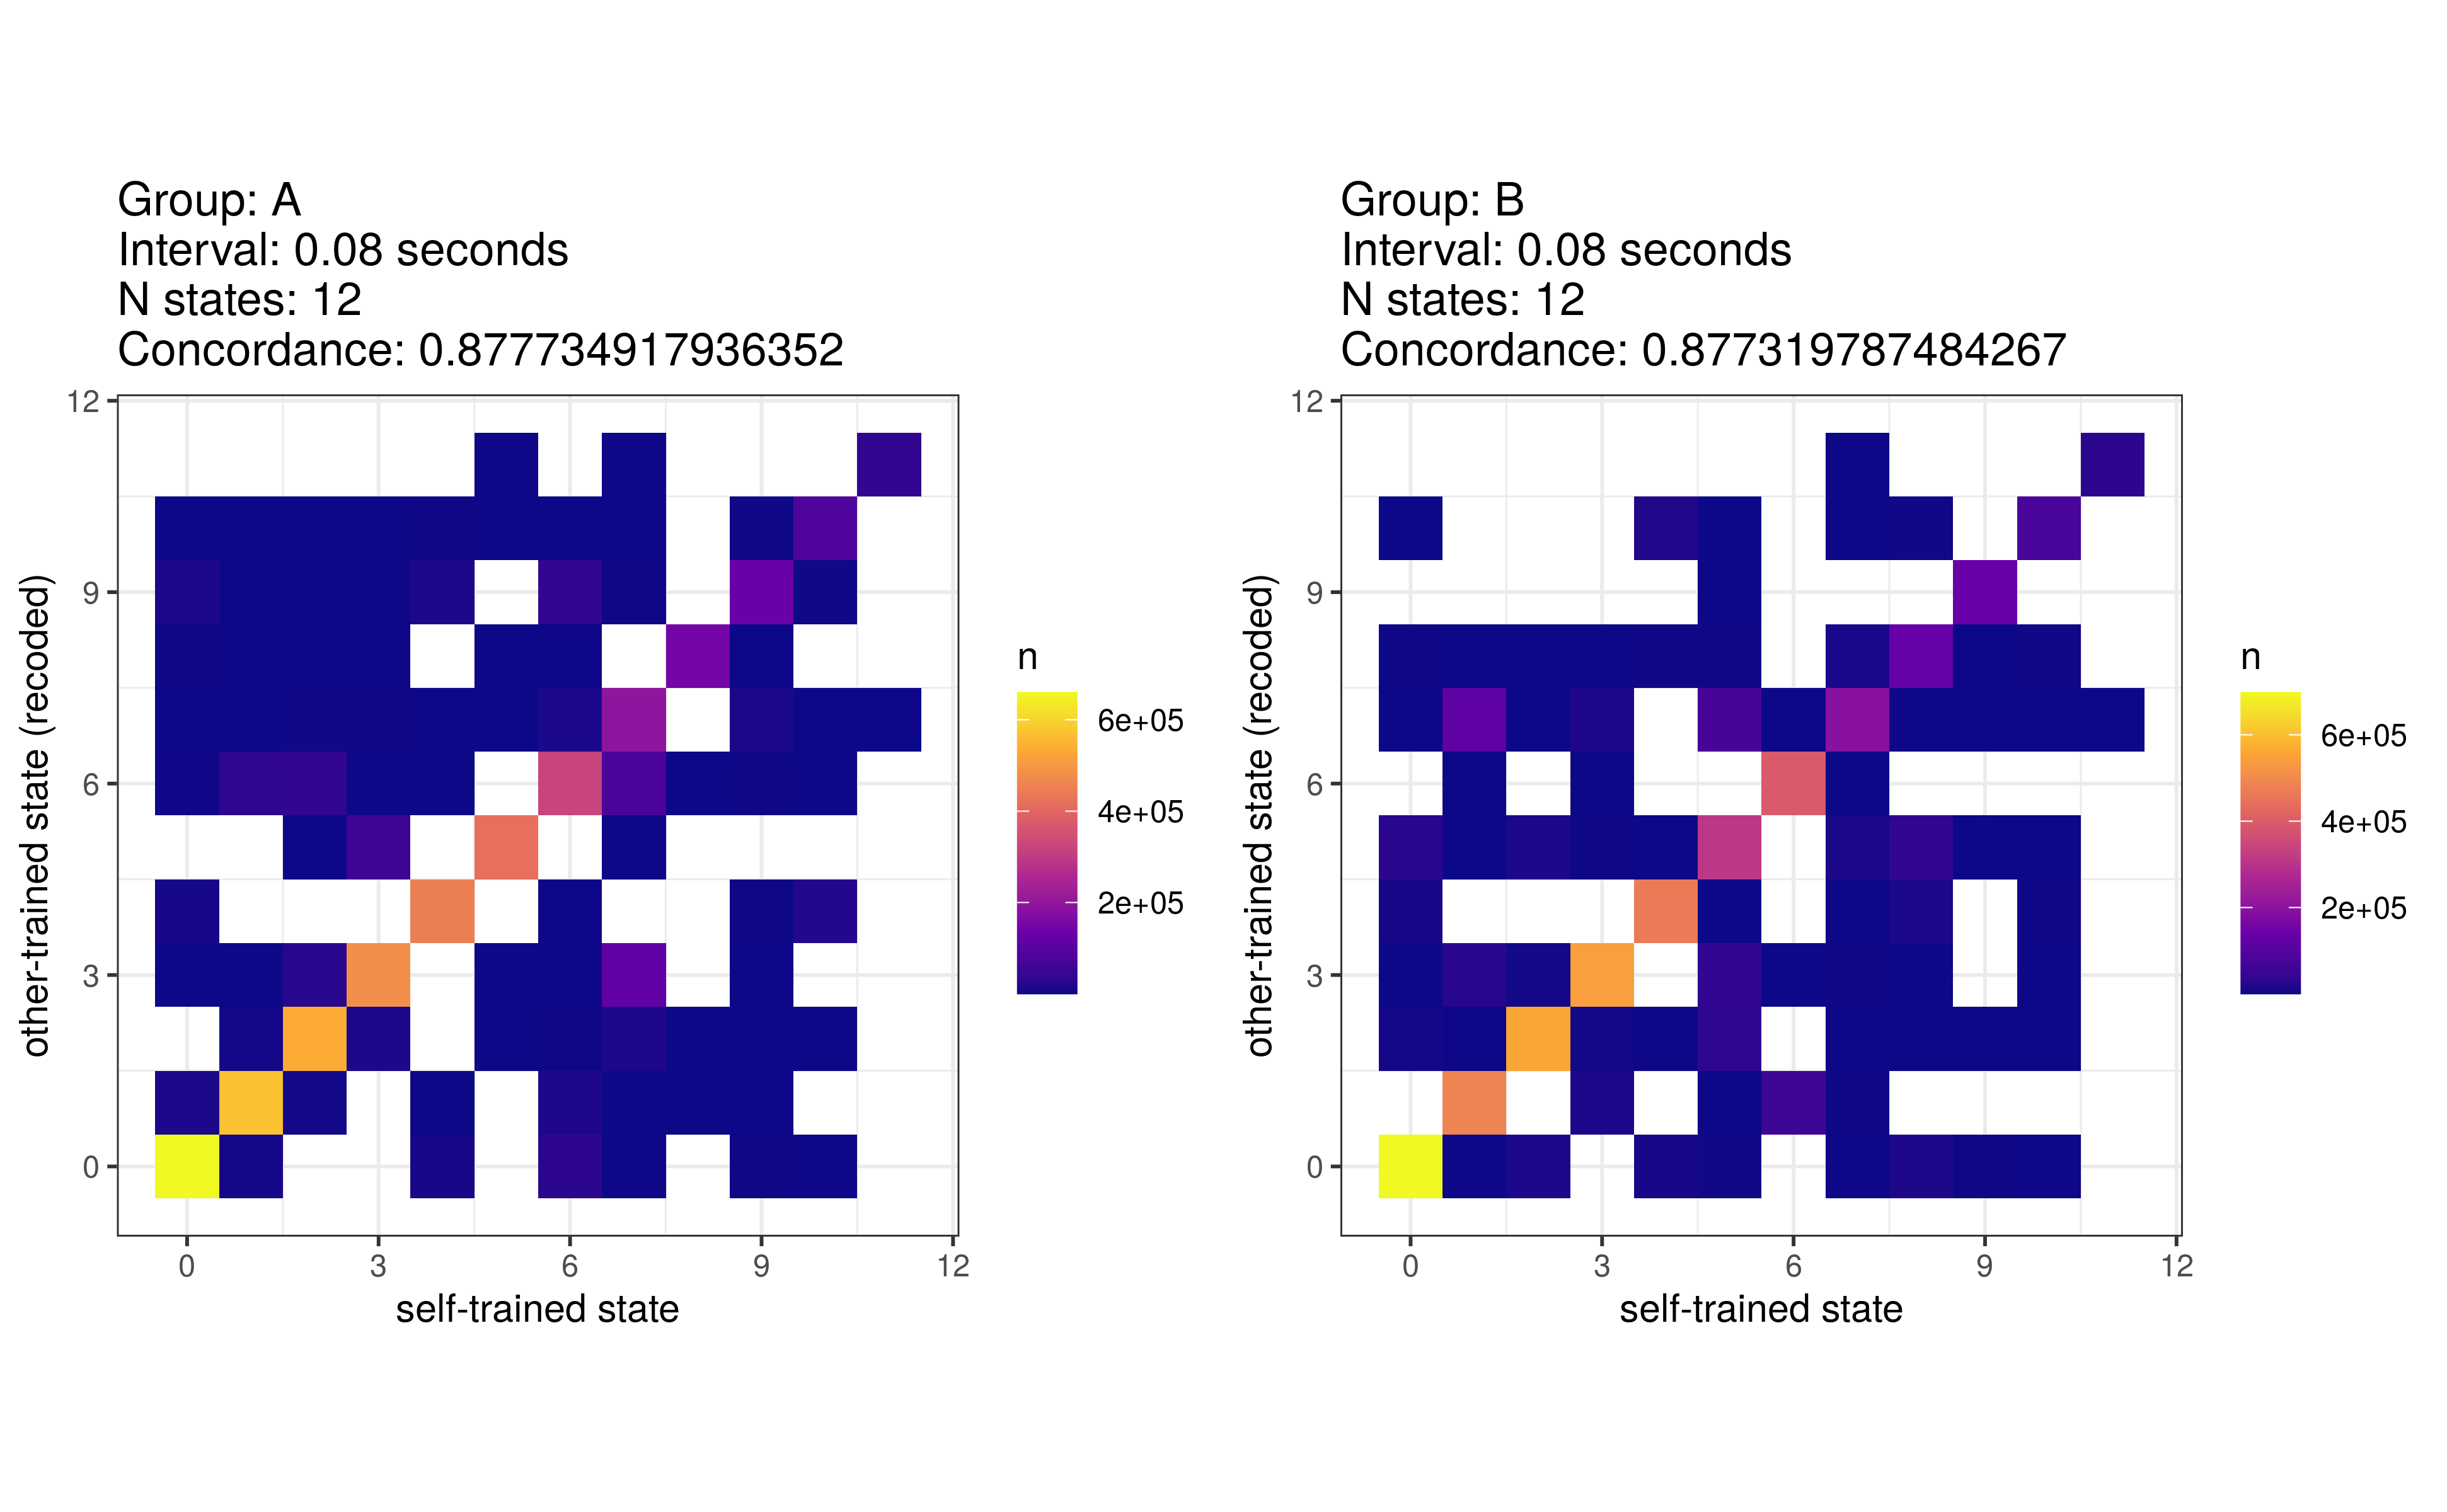 Group: A
Interval: 0.08 seconds
N states: 12
Concordance: 0.877734917936352
12
9
6
3
0
other-trained state (recoded)
0 3 6 9 12
self-trained state
n
6e+05
4e+05
2e+05
Group: B
Interval: 0.08 seconds
N states: 12
Concordance: 0.877319787484267
12
9
6
3
0
other-trained state (recoded)
0 3 6 9 12
self-trained state
n
6e+05
4e+05
2e+05